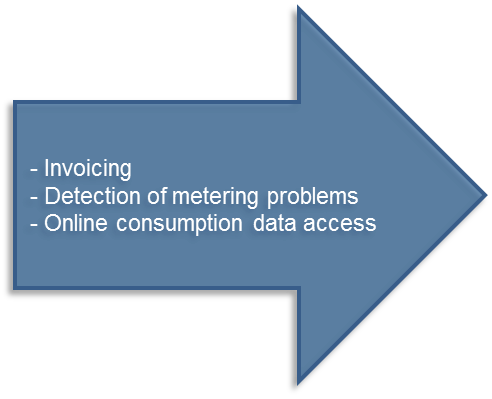 - Invoicing
- Detection of metering problems
- Online consumption data access